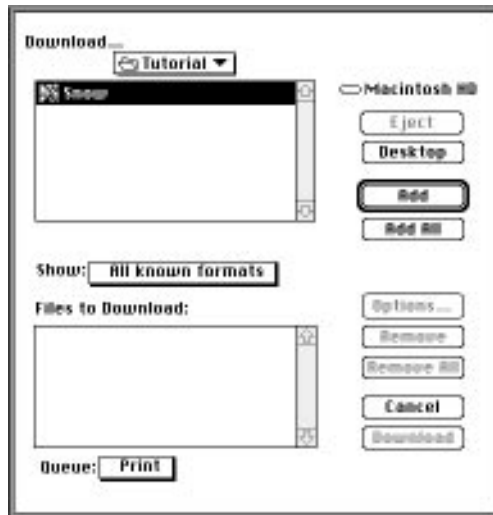 Download...
Tutorial
Snow
Macintosh HD
Eject
Desktop
Add
Add All
Show: All known formats
Files to Download:
Options...
Remove
Remove All
Cancel
Download
Queue: Print